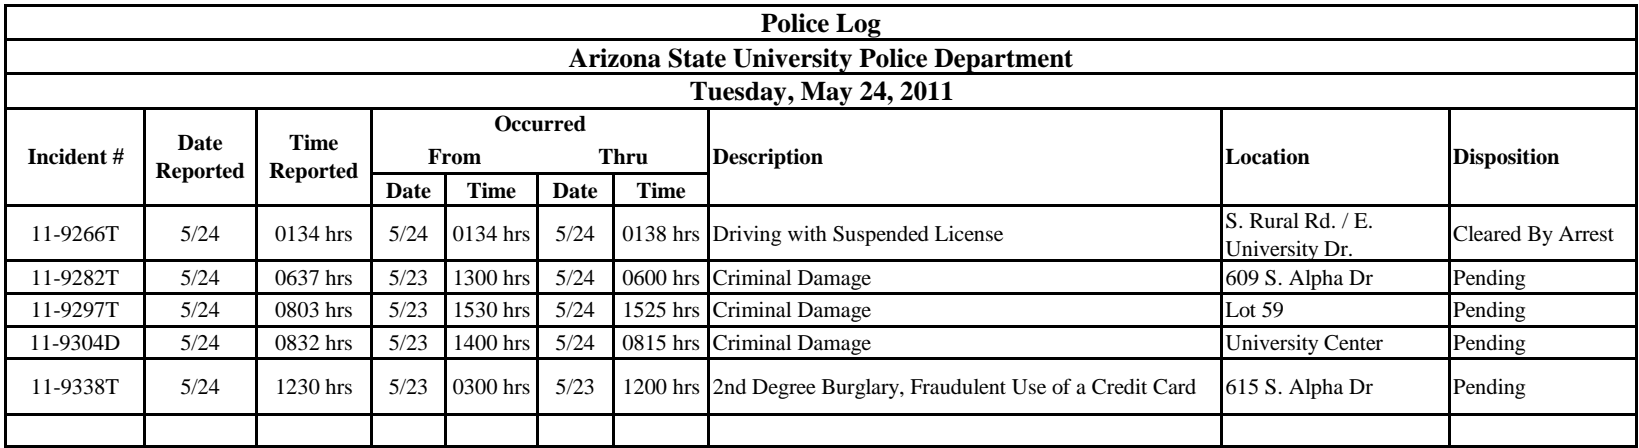 Police Log
Arizona State University Police Department
Tuesday, May 24, 2011
Incident # Date Reported Time Reported Occurred Description Location Disposition
From Thru
Date Time Date Time
11-9266T 5/24 0134 hrs 5/24 0134 hrs 5/24 0138 hrs Driving with Suspended License S. Rural Rd. / E. University Dr. Cleared By Arrest
11-9282T 5/24 0637 hrs 5/23 1300 hrs 5/24 0600 hrs Criminal Damage 609 S. Alpha Dr Pending
11-9297T 5/24 0803 hrs 5/23 1530 hrs 5/24 1525 hrs Criminal Damage Lot 59 Pending
11-9304D 5/24 0832 hrs 5/23 1400 hrs 5/24 0815 hrs Criminal Damage University Center Pending
11-9338T 5/24 1230 hrs 5/23 0300 hrs 5/23 1200 hrs 2nd Degree Burglary, Fraudulent Use of a Credit Card 615 S. Alpha Dr Pending